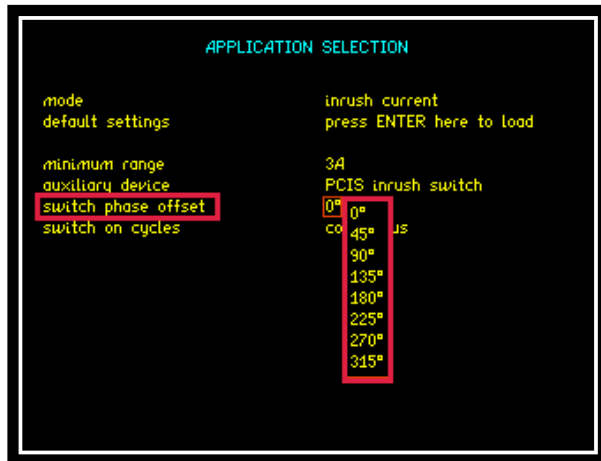 APPLICATION SELECTION
mode inrush current
default settings press ENTER here to load
minimum range 3A
auxiliary device PCIS inrush switch
switch phase offset 0°
switch on cycles
0°
45°
90°
135°
180°
225°
270°
315°